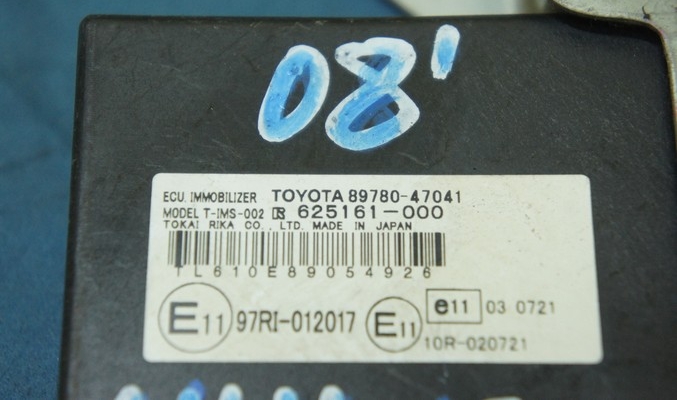 08'
ECU, IMMOBILIZER TOYOTA 89780-47041
MODEL T-IMS-002 R 625161-000
TOKAI RIKA CO., LTD. MADE IN JAPAN
TL610E89054926
E11 97RI-012017 E11 e11 03 0721
10R-020721